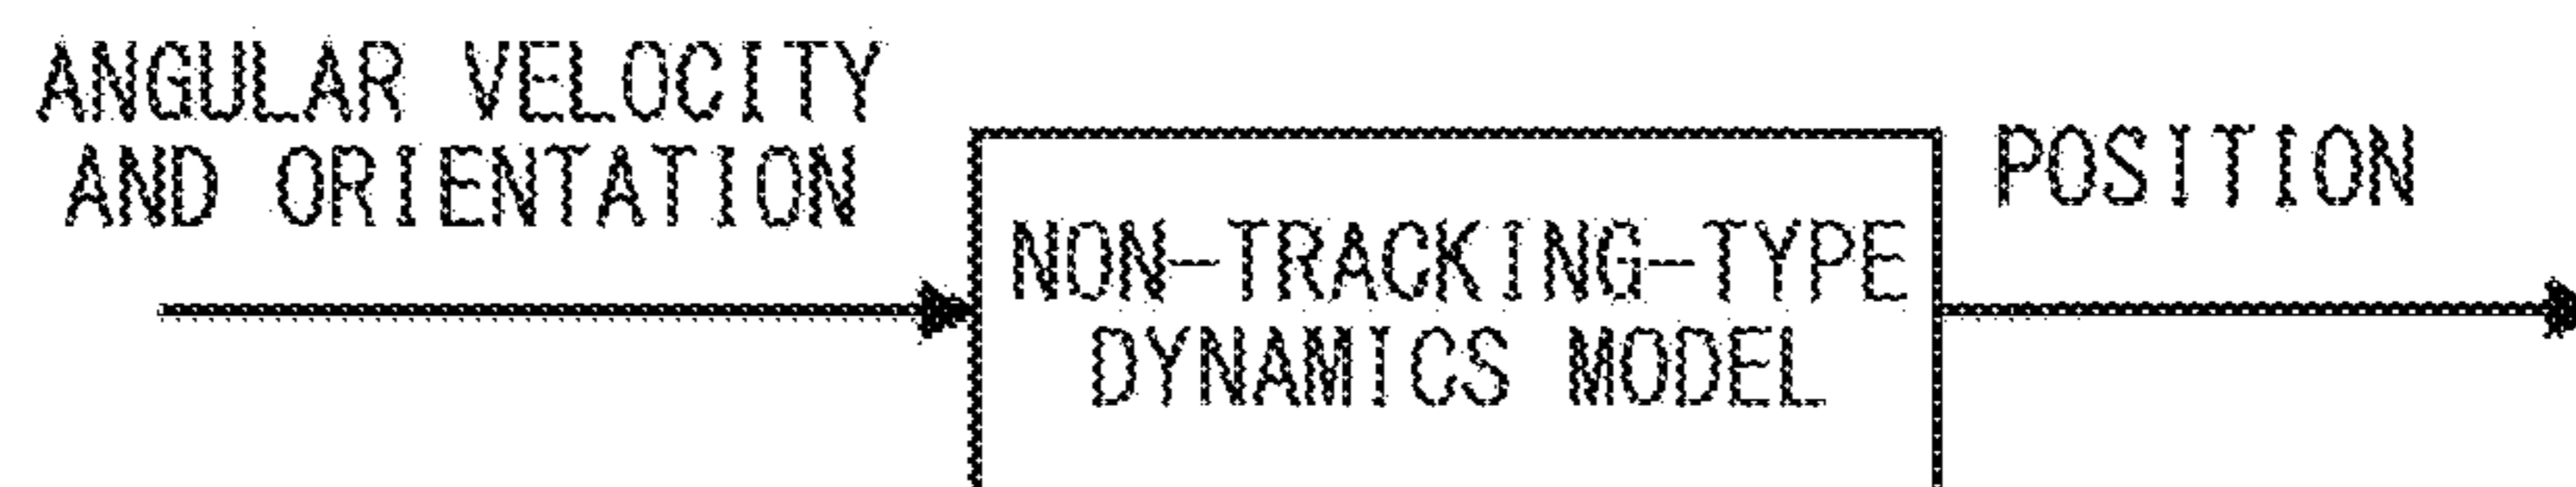 ANGULAR VELOCITY
AND ORIENTATION
NON-TRACKING-TYPE
DYNAMICS MODEL
POSITION